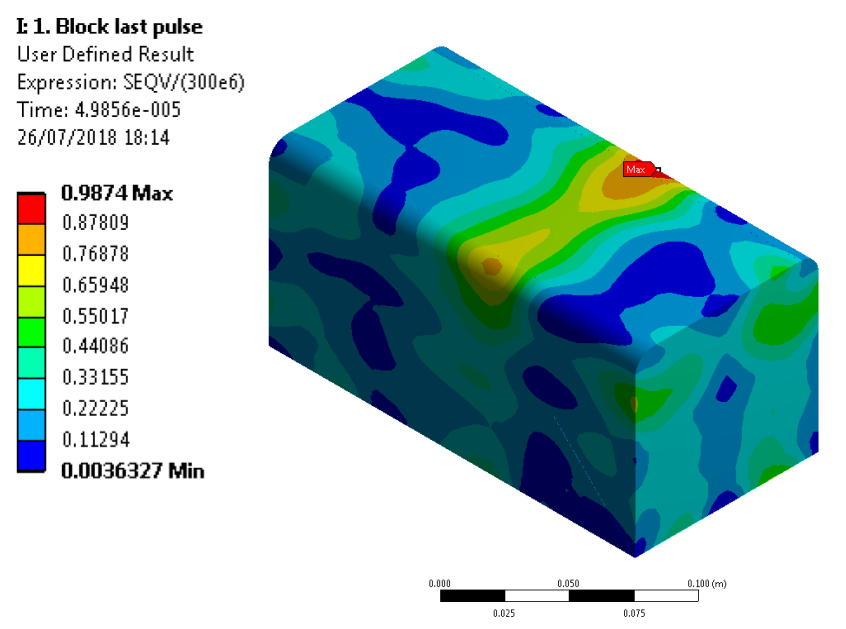 I: 1. Block last pulse
User Defined Result
Expression: SEQV/(300e6)
Time: 4.9856e-005
26/07/2018 18:14
0.9874 Max
0.87809
0.76878
0.65948
0.55017
0.44086
0.33155
0.22225
0.11294
0.0036327 Min
Max
0.000 0.050 0.100 (m)
0.025 0.075